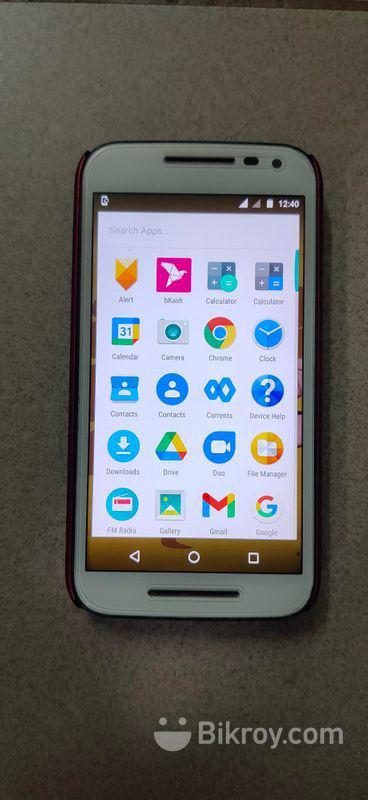 12:40
Search Apps...
Alert bKash Calculator Calculator
31
Calendar Camera Chrome Clock
Contacts Contacts Currents Device Help
Downloads Drive Duo File Manager
FM Radio Gallery Gmail Google
Bikroy.com